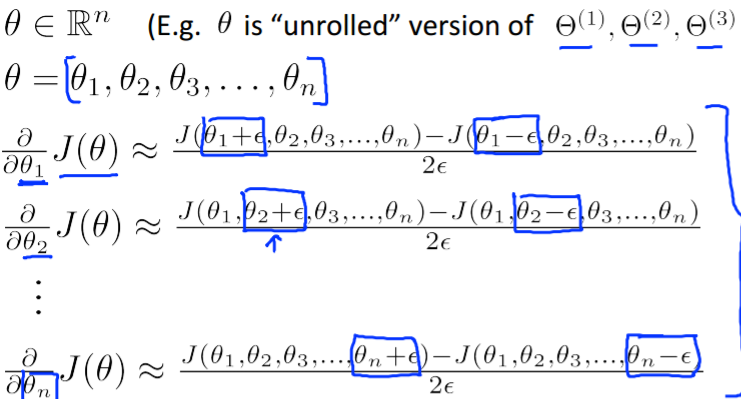 θ ∈ ℝⁿ (E.g. θ is “unrolled” version of Θ⁽¹⁾, Θ⁽²⁾, Θ⁽³⁾
θ = [θ₁, θ₂, θ₃, . . . , θₙ]
∂/∂θ₁ J(θ) ≈ (J(θ₁+ϵ,θ₂,θ₃,...,θₙ)−J(θ₁−ϵ,θ₂,θ₃,...,θₙ))/2ϵ
∂/∂θ₂ J(θ) ≈ (J(θ₁,θ₂+ϵ,θ₃,...,θₙ)−J(θ₁,θ₂−ϵ,θ₃,...,θₙ))/2ϵ
⋮
∂/∂θₙ J(θ) ≈ (J(θ₁,θ₂,θ₃,...,θₙ+ϵ)−J(θ₁,θ₂,θ₃,...,θₙ−ϵ))/2ϵ